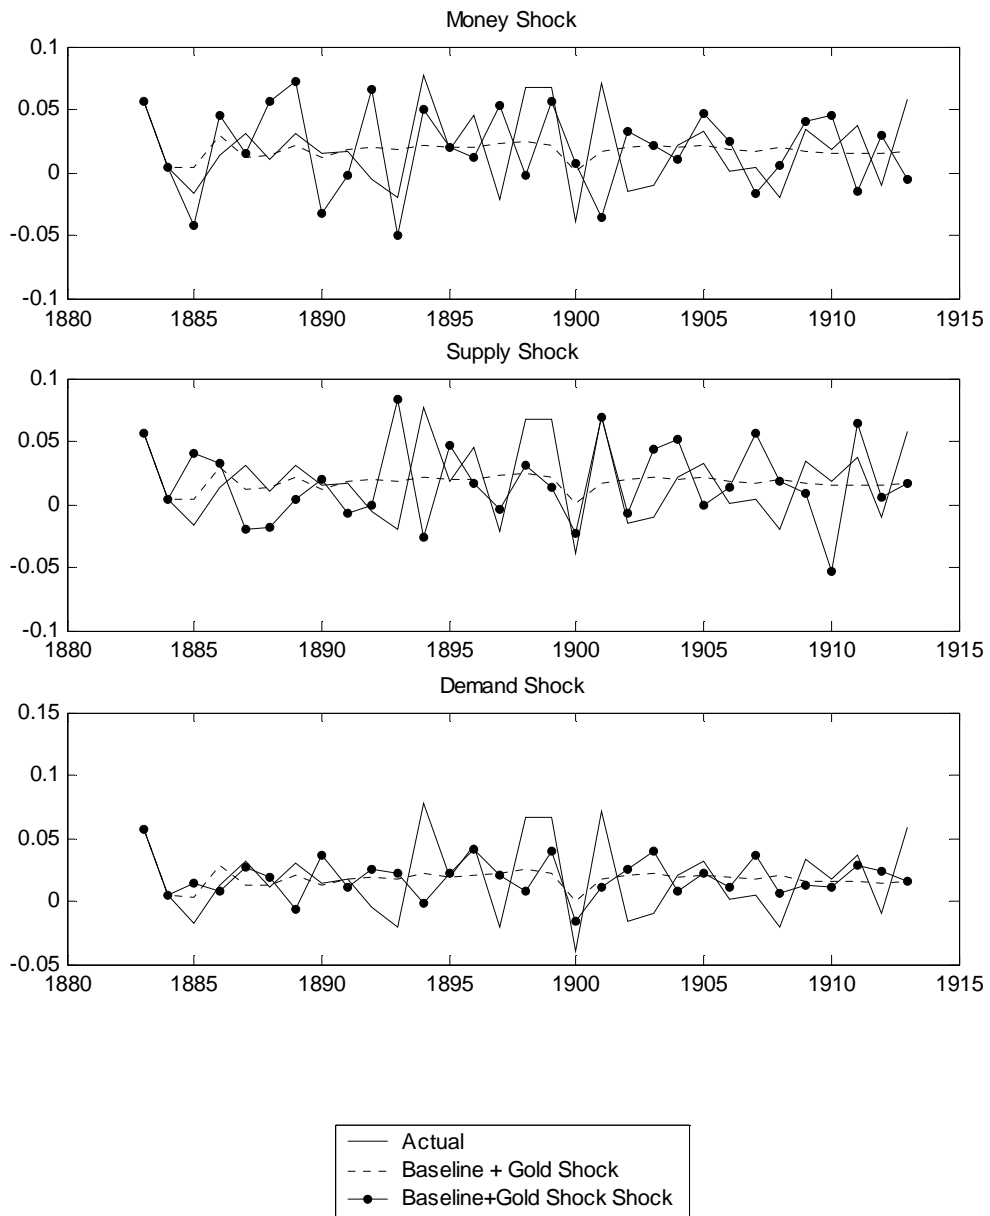 Money Shock
0.1
0.05
0
-0.05
-0.1
1880 1885 1890 1895 1900 1905 1910 1915
Supply Shock
0.1
0.05
0
-0.05
-0.1
1880 1885 1890 1895 1900 1905 1910 1915
Demand Shock
0.15
0.1
0.05
0
-0.05
1880 1885 1890 1895 1900 1905 1910 1915
Actual
Baseline + Gold Shock
Baseline+Gold Shock Shock